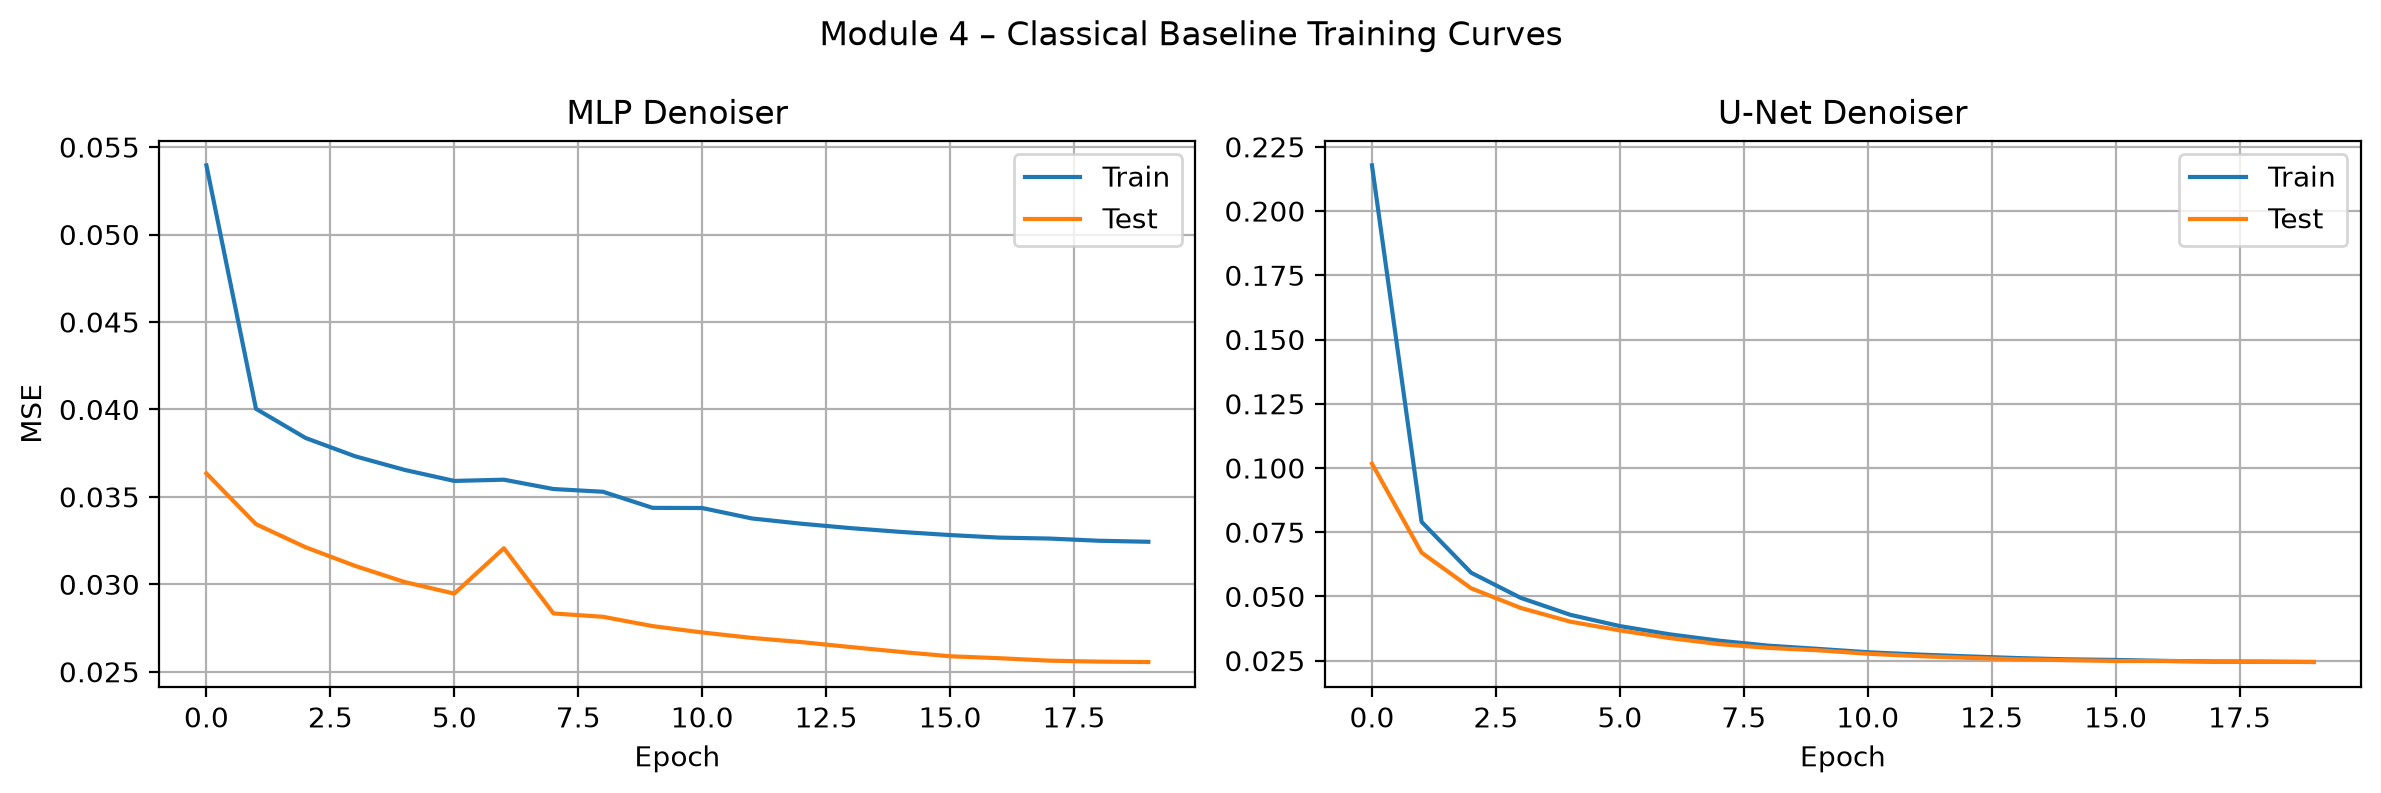 Module 4 – Classical Baseline Training Curves
MLP Denoiser
0.055
0.050
0.045
0.040
0.035
0.030
0.025
MSE
Train
Test
0.0 2.5 5.0 7.5 10.0 12.5 15.0 17.5
Epoch
U-Net Denoiser
0.225
0.200
0.175
0.150
0.125
0.100
0.075
0.050
0.025
Train
Test
0.0 2.5 5.0 7.5 10.0 12.5 15.0 17.5
Epoch